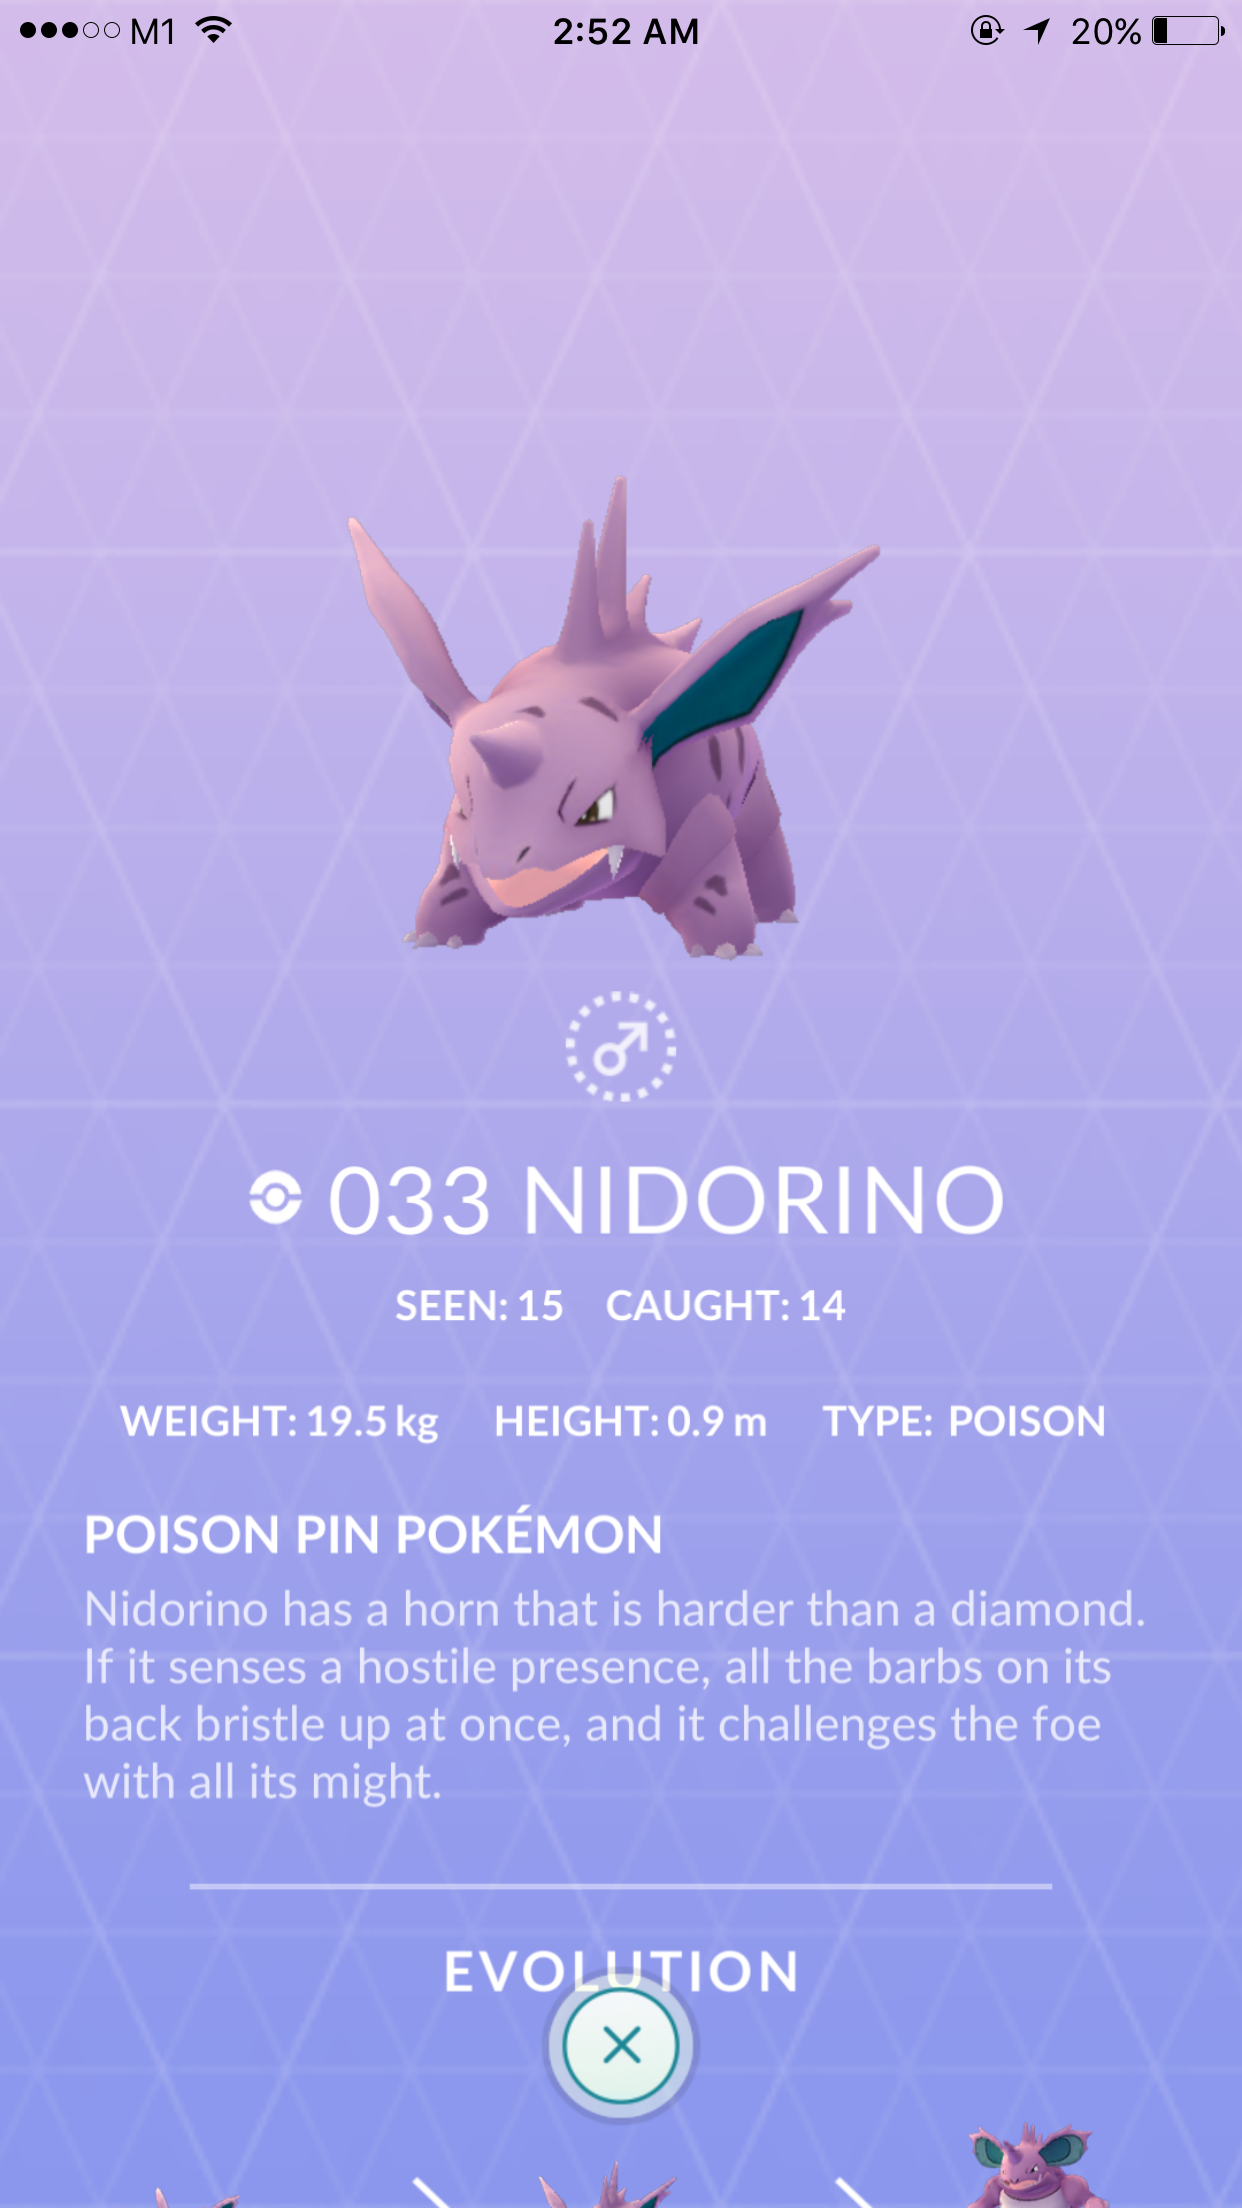 M1 2:52 AM 20%
033 NIDORINO
SEEN: 15 CAUGHT: 14
WEIGHT: 19.5 kg HEIGHT: 0.9 m TYPE: POISON
POISON PIN POKÉMON
Nidorino has a horn that is harder than a diamond.
If it senses a hostile presence, all the barbs on its
back bristle up at once, and it challenges the foe
with all its might.
EVOLUTION